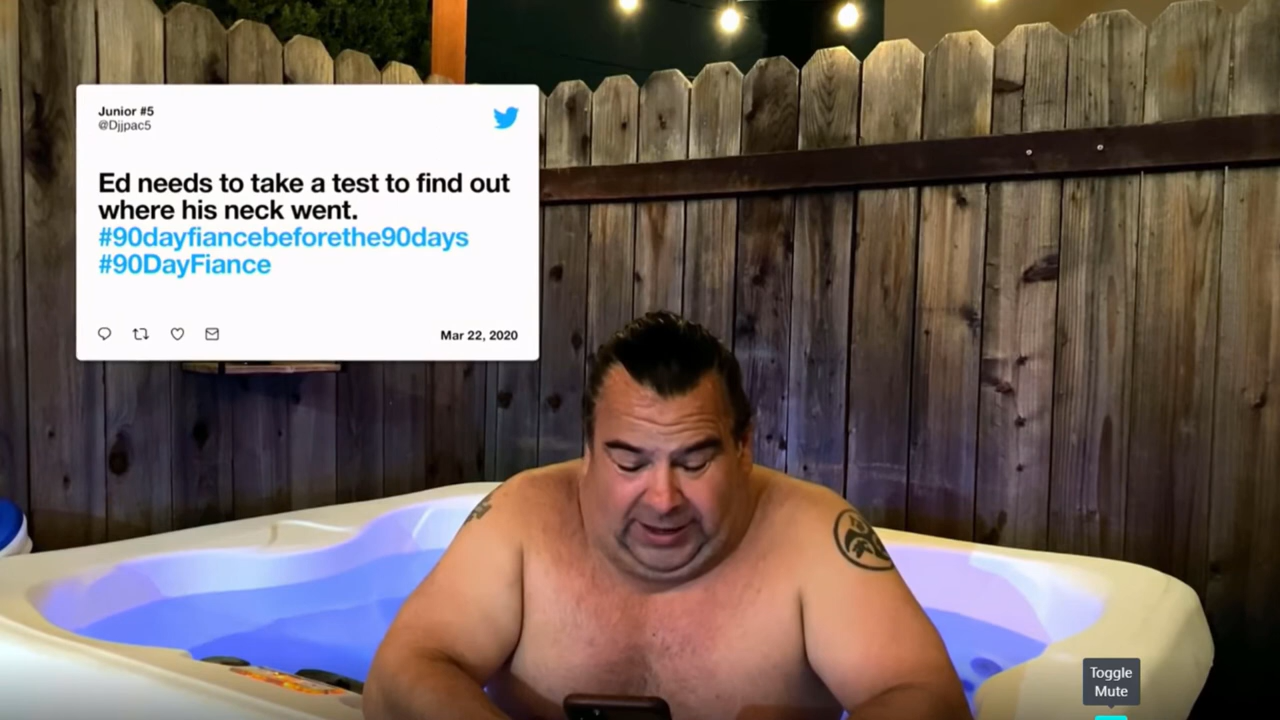 Junior #5
@Djjpac5
Ed needs to take a test to find out
where his neck went.
#90dayfiancebeforethe90days
#90DayFiance
Mar 22, 2020
Toggle
Mute